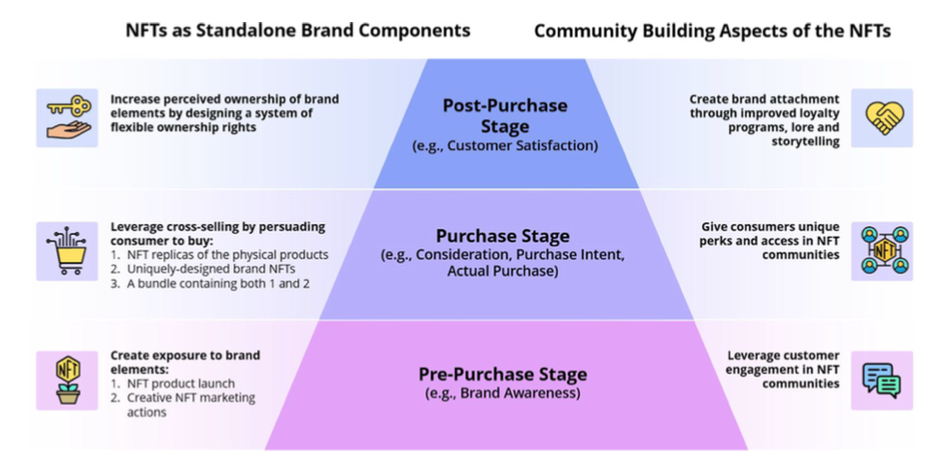 NFTs as Standalone Brand Components
Community Building Aspects of the NFTs
Increase perceived ownership of brand
elements by designing a system of
flexible ownership rights
Post-Purchase
Stage
(e.g., Customer Satisfaction)
Create brand attachment
through improved loyalty
programs, lore and
storytelling
Leverage cross-selling by persuading
consumer to buy:
1. NFT replicas of the physical products
2. Uniquely-designed brand NFTs
3. A bundle containing both 1 and 2
Purchase Stage
(e.g., Consideration, Purchase Intent,
Actual Purchase)
Give consumers unique
perks and access in NFT
communities
NFT
NFT
Create exposure to brand
elements:
1. NFT product launch
2. Creative NFT marketing
actions
Pre-Purchase Stage
(e.g., Brand Awareness)
Leverage customer
engagement in NFT
communities